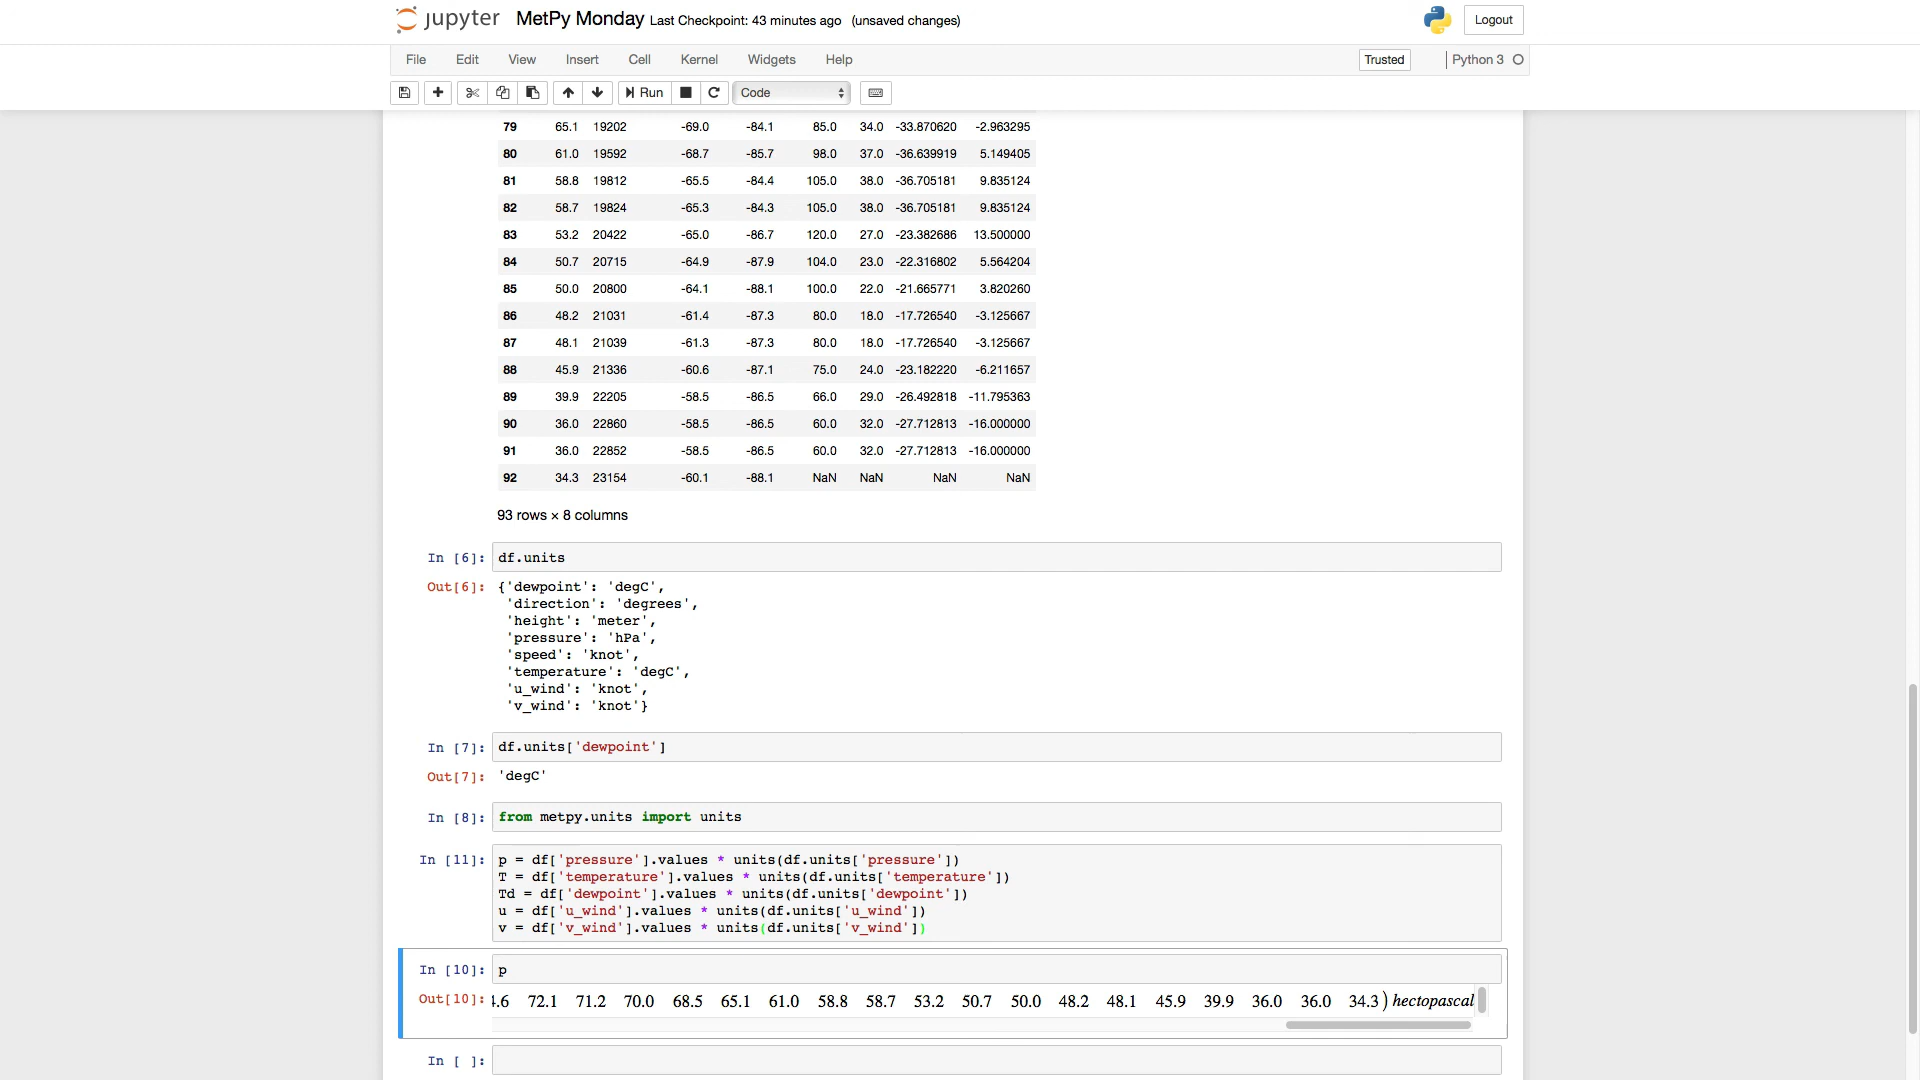 jupyter MetPy Monday Last Checkpoint: 43 minutes ago (unsaved changes) Logout
File Edit View Insert Cell Kernel Widgets Help Trusted Python 3
Run Code
79 65.1 19202 -69.0 -84.1 85.0 34.0 -33.870620 -2.963295
80 61.0 19592 -68.7 -85.7 98.0 37.0 -36.639919 5.149405
81 58.8 19812 -65.5 -84.4 105.0 38.0 -36.705181 9.835124
82 58.7 19824 -65.3 -84.3 105.0 38.0 -36.705181 9.835124
83 53.2 20422 -65.0 -86.7 120.0 27.0 -23.382686 13.500000
84 50.7 20715 -64.9 -87.9 104.0 23.0 -22.316802 5.564204
85 50.0 20800 -64.1 -88.1 100.0 22.0 -21.665771 3.820260
86 48.2 21031 -61.4 -87.3 80.0 18.0 -17.726540 -3.125667
87 48.1 21039 -61.3 -87.3 80.0 18.0 -17.726540 -3.125667
88 45.9 21336 -60.6 -87.1 75.0 24.0 -23.182220 -6.211657
89 39.9 22205 -58.5 -86.5 66.0 29.0 -26.492818 -11.795363
90 36.0 22860 -58.5 -86.5 60.0 32.0 -27.712813 -16.000000
91 36.0 22852 -58.5 -86.5 60.0 32.0 -27.712813 -16.000000
92 34.3 23154 -60.1 -88.1 NaN NaN NaN NaN
93 rows × 8 columns
In [6]: df.units
Out[6]: {'dewpoint': 'degC',
'direction': 'degrees',
'height': 'meter',
'pressure': 'hPa',
'speed': 'knot',
'temperature': 'degC',
'u_wind': 'knot',
'v_wind': 'knot'}
In [7]: df.units['dewpoint']
Out[7]: 'degC'
In [8]: from metpy.units import units
In [11]: p = df['pressure'].values * units(df.units['pressure'])
T = df['temperature'].values * units(df.units['temperature'])
Td = df['dewpoint'].values * units(df.units['dewpoint'])
u = df['u_wind'].values * units(df.units['u_wind'])
v = df['v_wind'].values * units(df.units['v_wind'])
In [10]: p
Out[10]: .6 72.1 71.2 70.0 68.5 65.1 61.0 58.8 58.7 53.2 50.7 50.0 48.2 48.1 45.9 39.9 36.0 36.0 34.3) hectopascal
In [ ]: